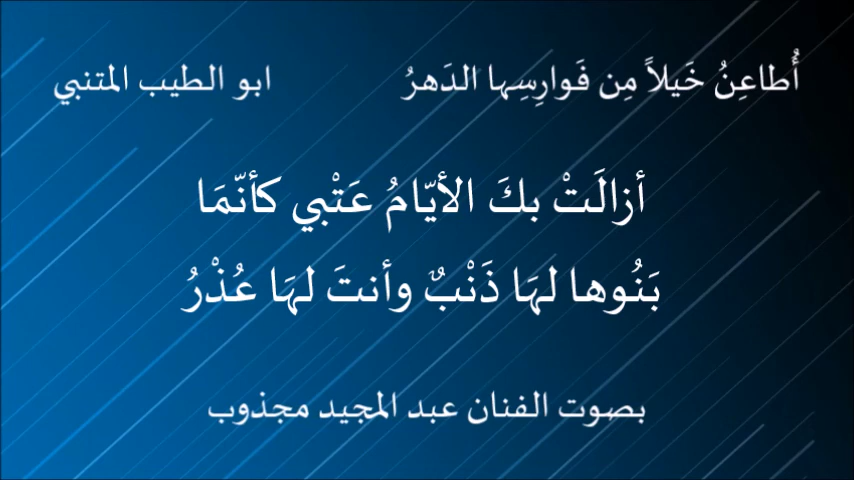 أُطاعِنُ خَيلاً مِن فَوارِسِها الدَهرُ ابو الطيب المتنبي
أزالَتْ بكَ الأيّامُ عَتْبي كأنّمَا
بَنُوها لهَا ذَنْبٌ وأنتَ لهَا عُذْرُ
بصوت الفنان عبد المجيد مجذوب